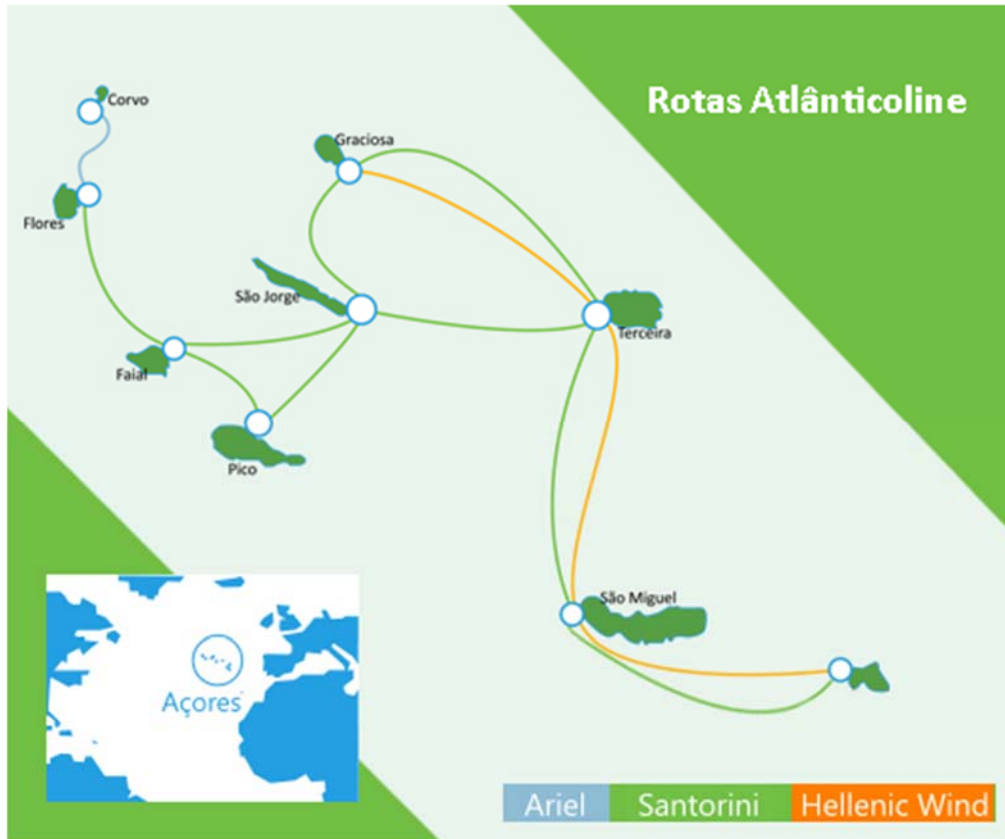 Rotas Atlânticoline
Corvo
Graciosa
Flores
São Jorge
Terceira
Faial
Pico
São Miguel
Açores
Ariel
Santorini
Hellenic Wind